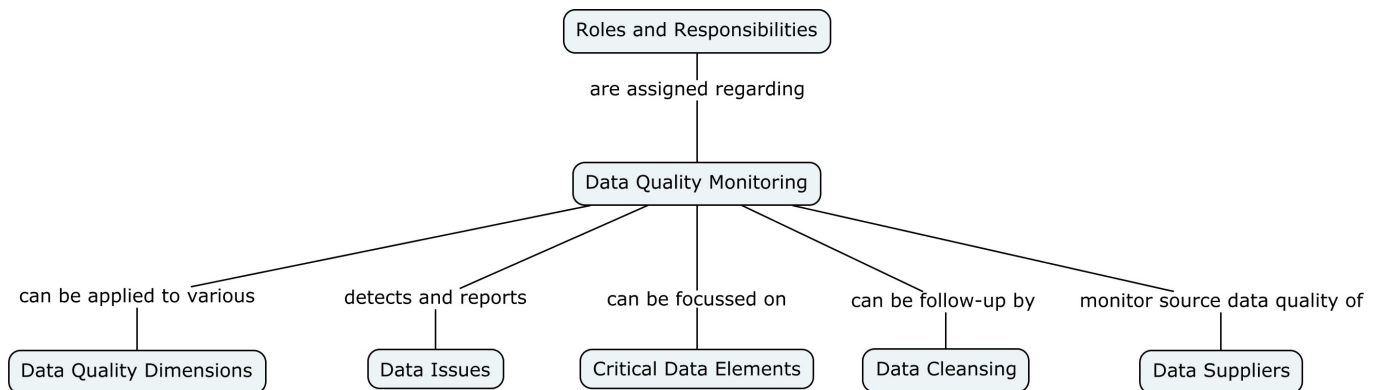 Roles and Responsibilities
are assigned regarding
Data Quality Monitoring
can be applied to various
detects and reports
can be focussed on
can be follow-up by
monitor source data quality of
Data Quality Dimensions
Data Issues
Critical Data Elements
Data Cleansing
Data Suppliers